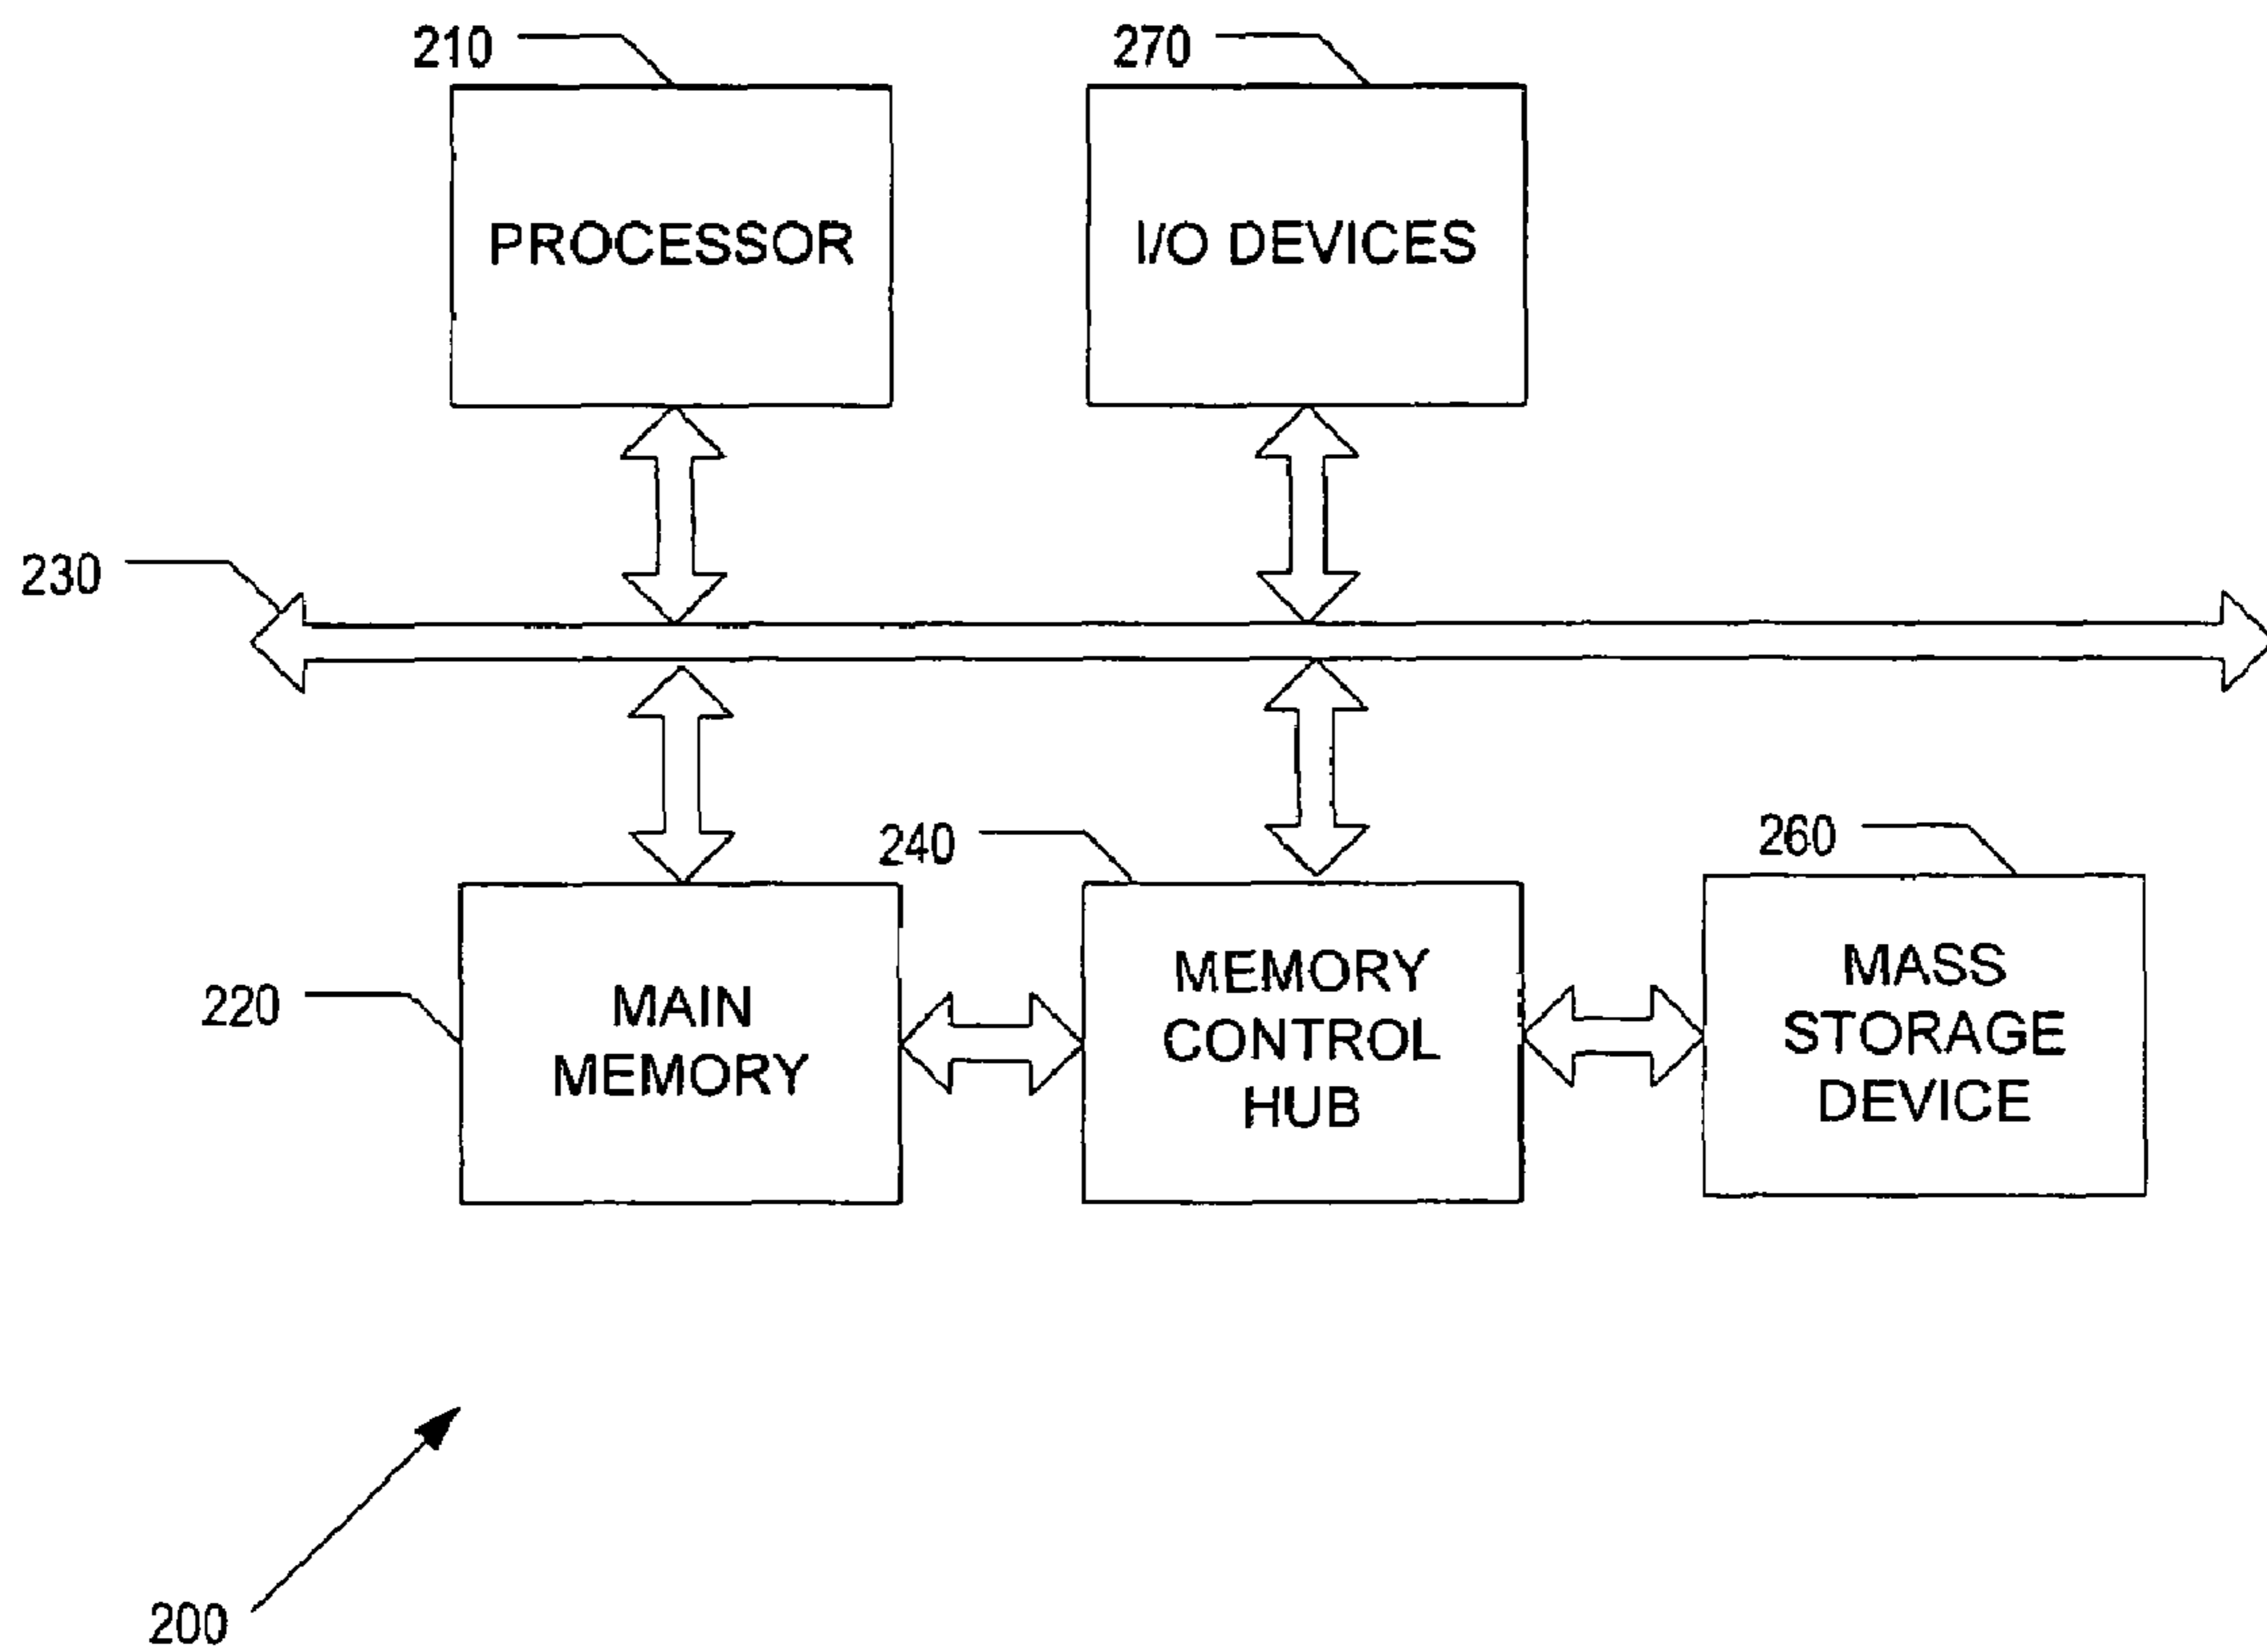 210
270
PROCESSOR
I/O DEVICES
230
240
260
220
MAIN
MEMORY
MEMORY
CONTROL
HUB
MASS
STORAGE
DEVICE
200